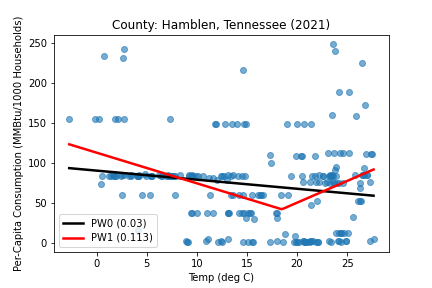 County: Hamblen, Tennessee (2021)
Per-Capita Consumption (MMBtu/1000 Households)
250
200
150
100
50
0
PW0 (0.03)
PW1 (0.113)
0 5 10 15 20 25
Temp (deg C)